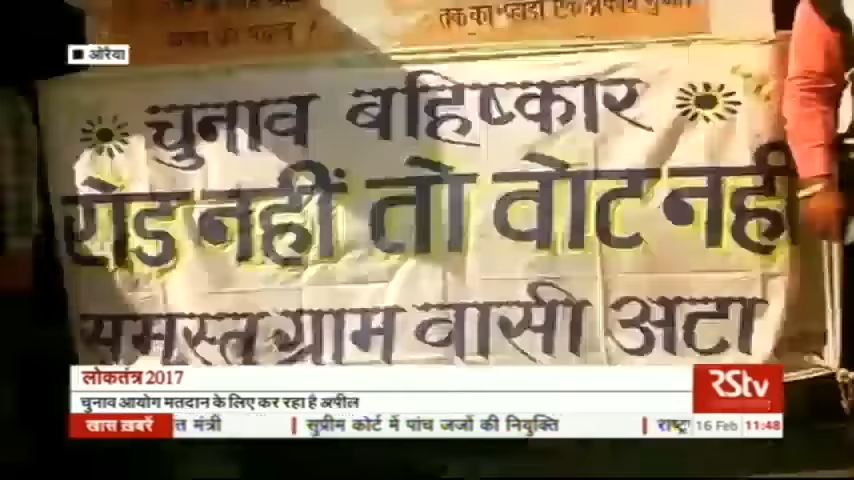 औरैया
चुनाव बहिष्कार
रोड नहीं तो वोट नहीं
समस्त ग्राम वासी अटा
लोकतंत्र 2017
RStv
चुनाव आयोग मतदान के लिए कर रहा है अपील
खास ख़बरें त मंत्री | सुप्रीम कोर्ट में पांच जजों की नियुक्ति | राष्ट्र 16 Feb 11:48